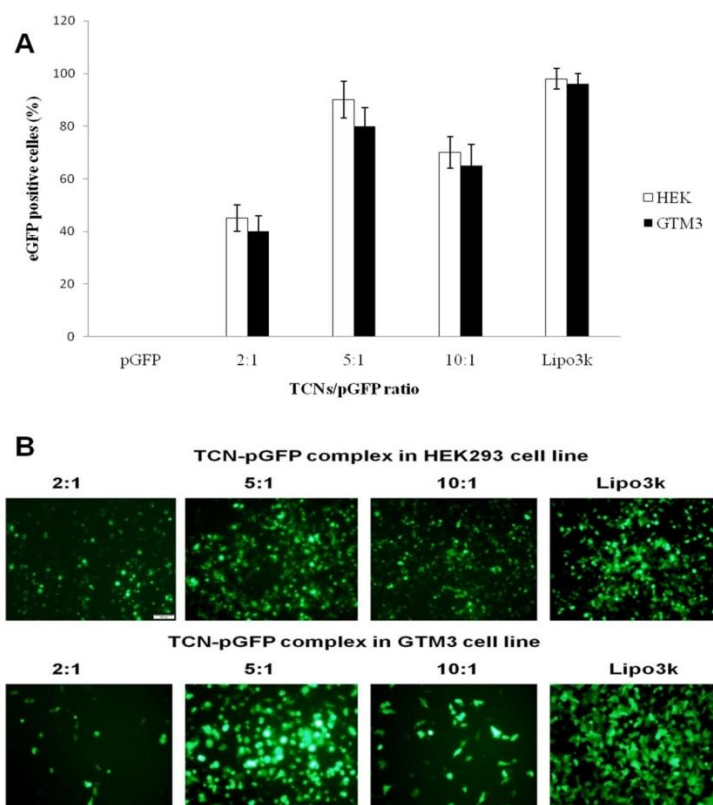 A
120
100
80
60
40
20
0
eGFP positive celles (%)
pGFP 2:1 5:1 10:1 Lipo3k
TCNs/pGFP ratio
HEK
GTM3
B
TCN-pGFP complex in HEK293 cell line
2:1 5:1 10:1 Lipo3k
TCN-pGFP complex in GTM3 cell line
2:1 5:1 10:1 Lipo3k